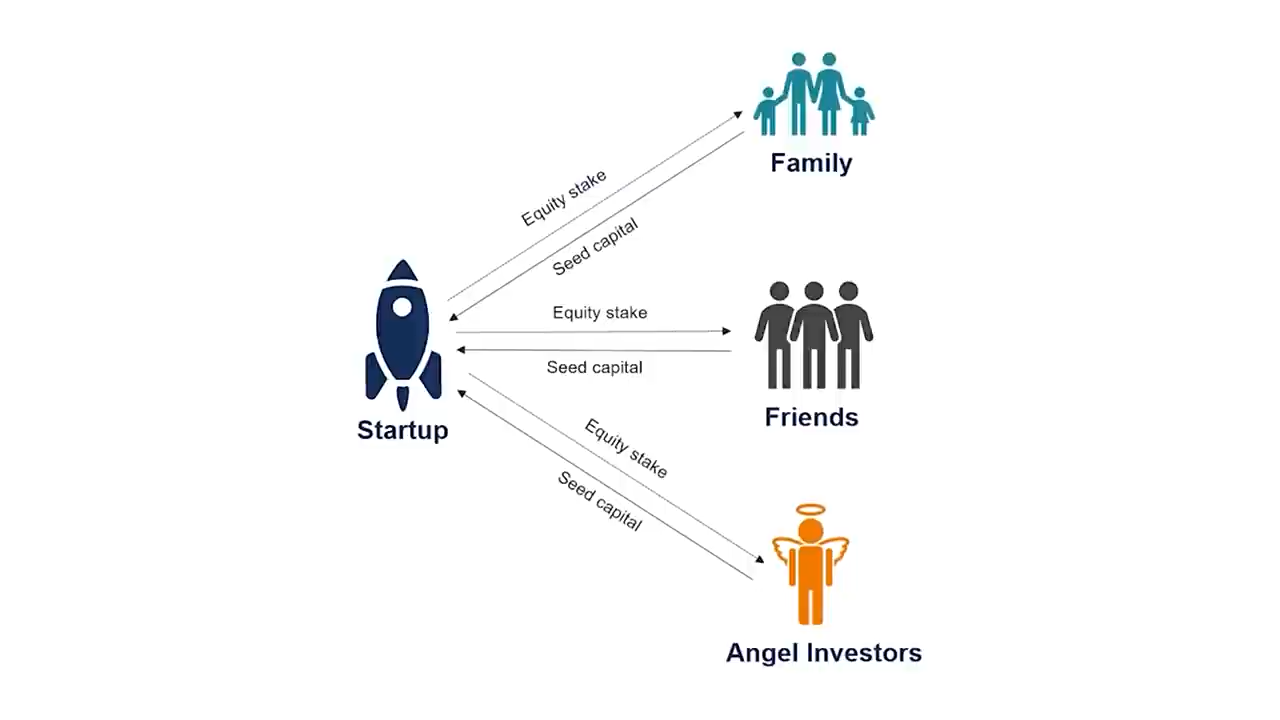 Family
Equity stake
Seed capital
Equity stake
Seed capital
Startup
Friends
Equity stake
Seed capital
Angel Investors